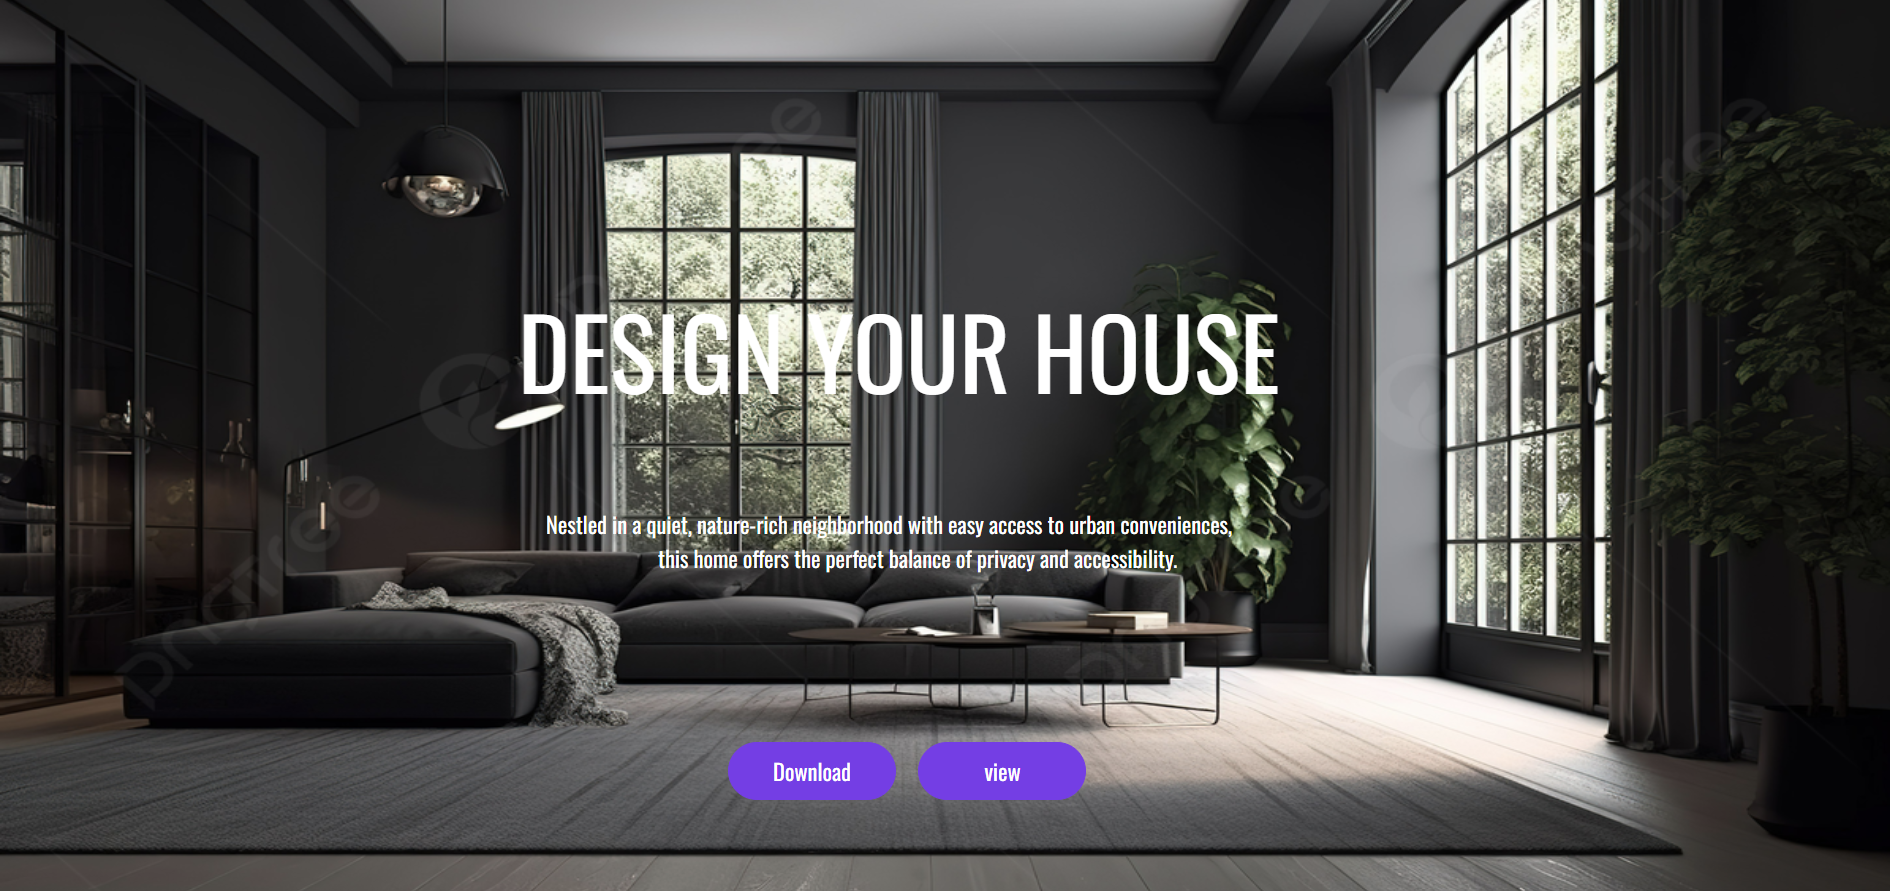 DESIGN YOUR HOUSE
Nestled in a quiet, nature-rich neighborhood with easy access to urban conveniences,
this home offers the perfect balance of privacy and accessibility.
Download
view
pngtree